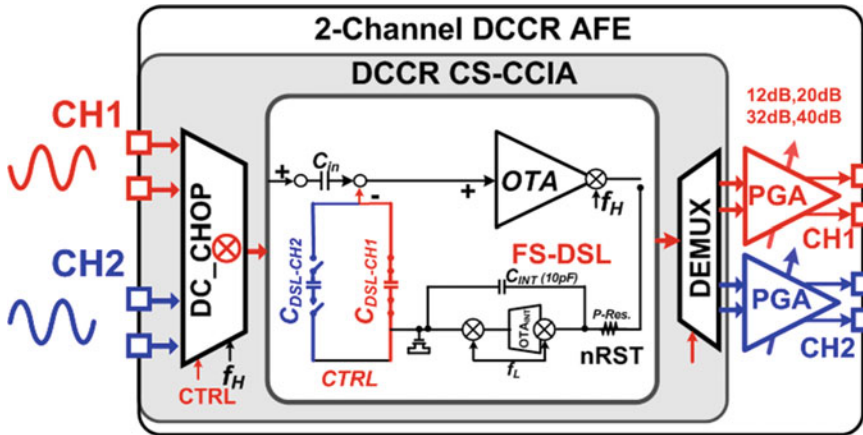 2-Channel DCCR AFE
DCCR CS-CCIA
12dB,20dB
32dB,40dB
CH1
CH2
DC_CHOP
CTRL
f_H
+
C_in
-
+
OTA
f_H
FS-DSL
C_DSL-CH2
C_DSL-CH1
C_INT (10pF)
OTA_INT
P-Res.
f_L
nRST
CTRL
DEMUX
PGA
CH1
PGA
CH2